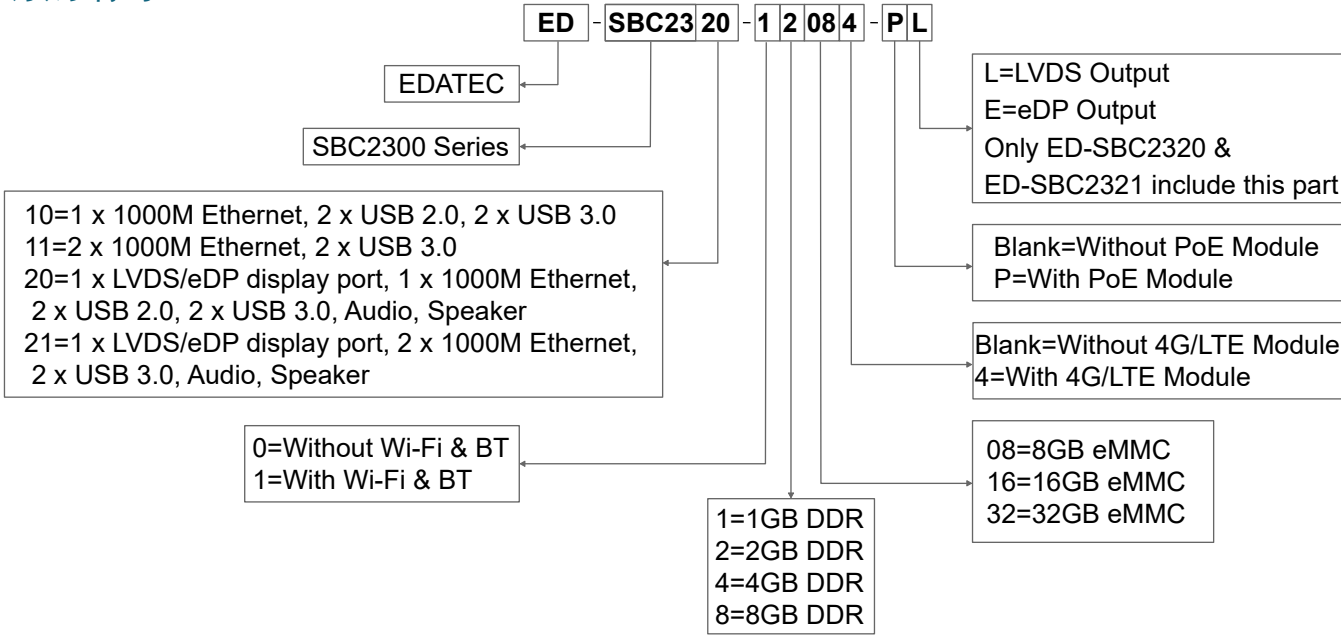 ED - SBC23 20 - 1 2 08 4 - P L
EDATEC
SBC2300 Series
10=1 x 1000M Ethernet, 2 x USB 2.0, 2 x USB 3.0
11=2 x 1000M Ethernet, 2 x USB 3.0
20=1 x LVDS/eDP display port, 1 x 1000M Ethernet,
2 x USB 2.0, 2 x USB 3.0, Audio, Speaker
21=1 x LVDS/eDP display port, 2 x 1000M Ethernet,
2 x USB 3.0, Audio, Speaker
0=Without Wi-Fi & BT
1=With Wi-Fi & BT
1=1GB DDR
2=2GB DDR
4=4GB DDR
8=8GB DDR
08=8GB eMMC
16=16GB eMMC
32=32GB eMMC
Blank=Without 4G/LTE Module
4=With 4G/LTE Module
Blank=Without PoE Module
P=With PoE Module
L=LVDS Output
E=eDP Output
Only ED-SBC2320 &
ED-SBC2321 include this part